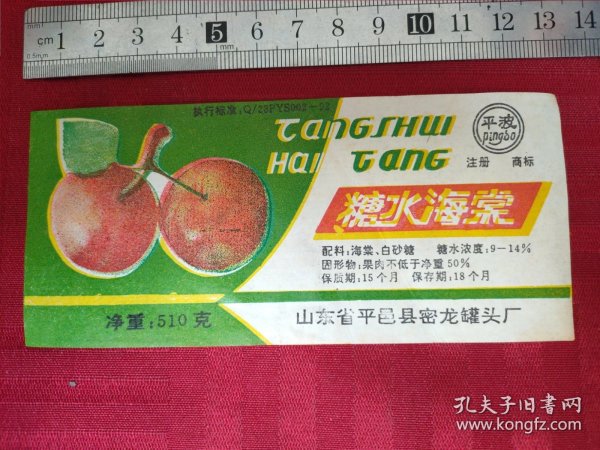 cm 1 2 3 4 5 6 7 8 9 10 11 12 13 14
0.5m,m
mm
执行标准:Q/23PYS002-92
TANGSHUI
HAI TANG
平波
pingbo
注册 商标
糖水海棠
配料:海棠、白砂糖 糖水浓度:9-14%
固形物:果肉不低于净重50%
保质期:15个月 保存期:18个月
净重:510克
山东省平邑县密龙罐头厂
孔夫子旧书网
www.kongfz.com